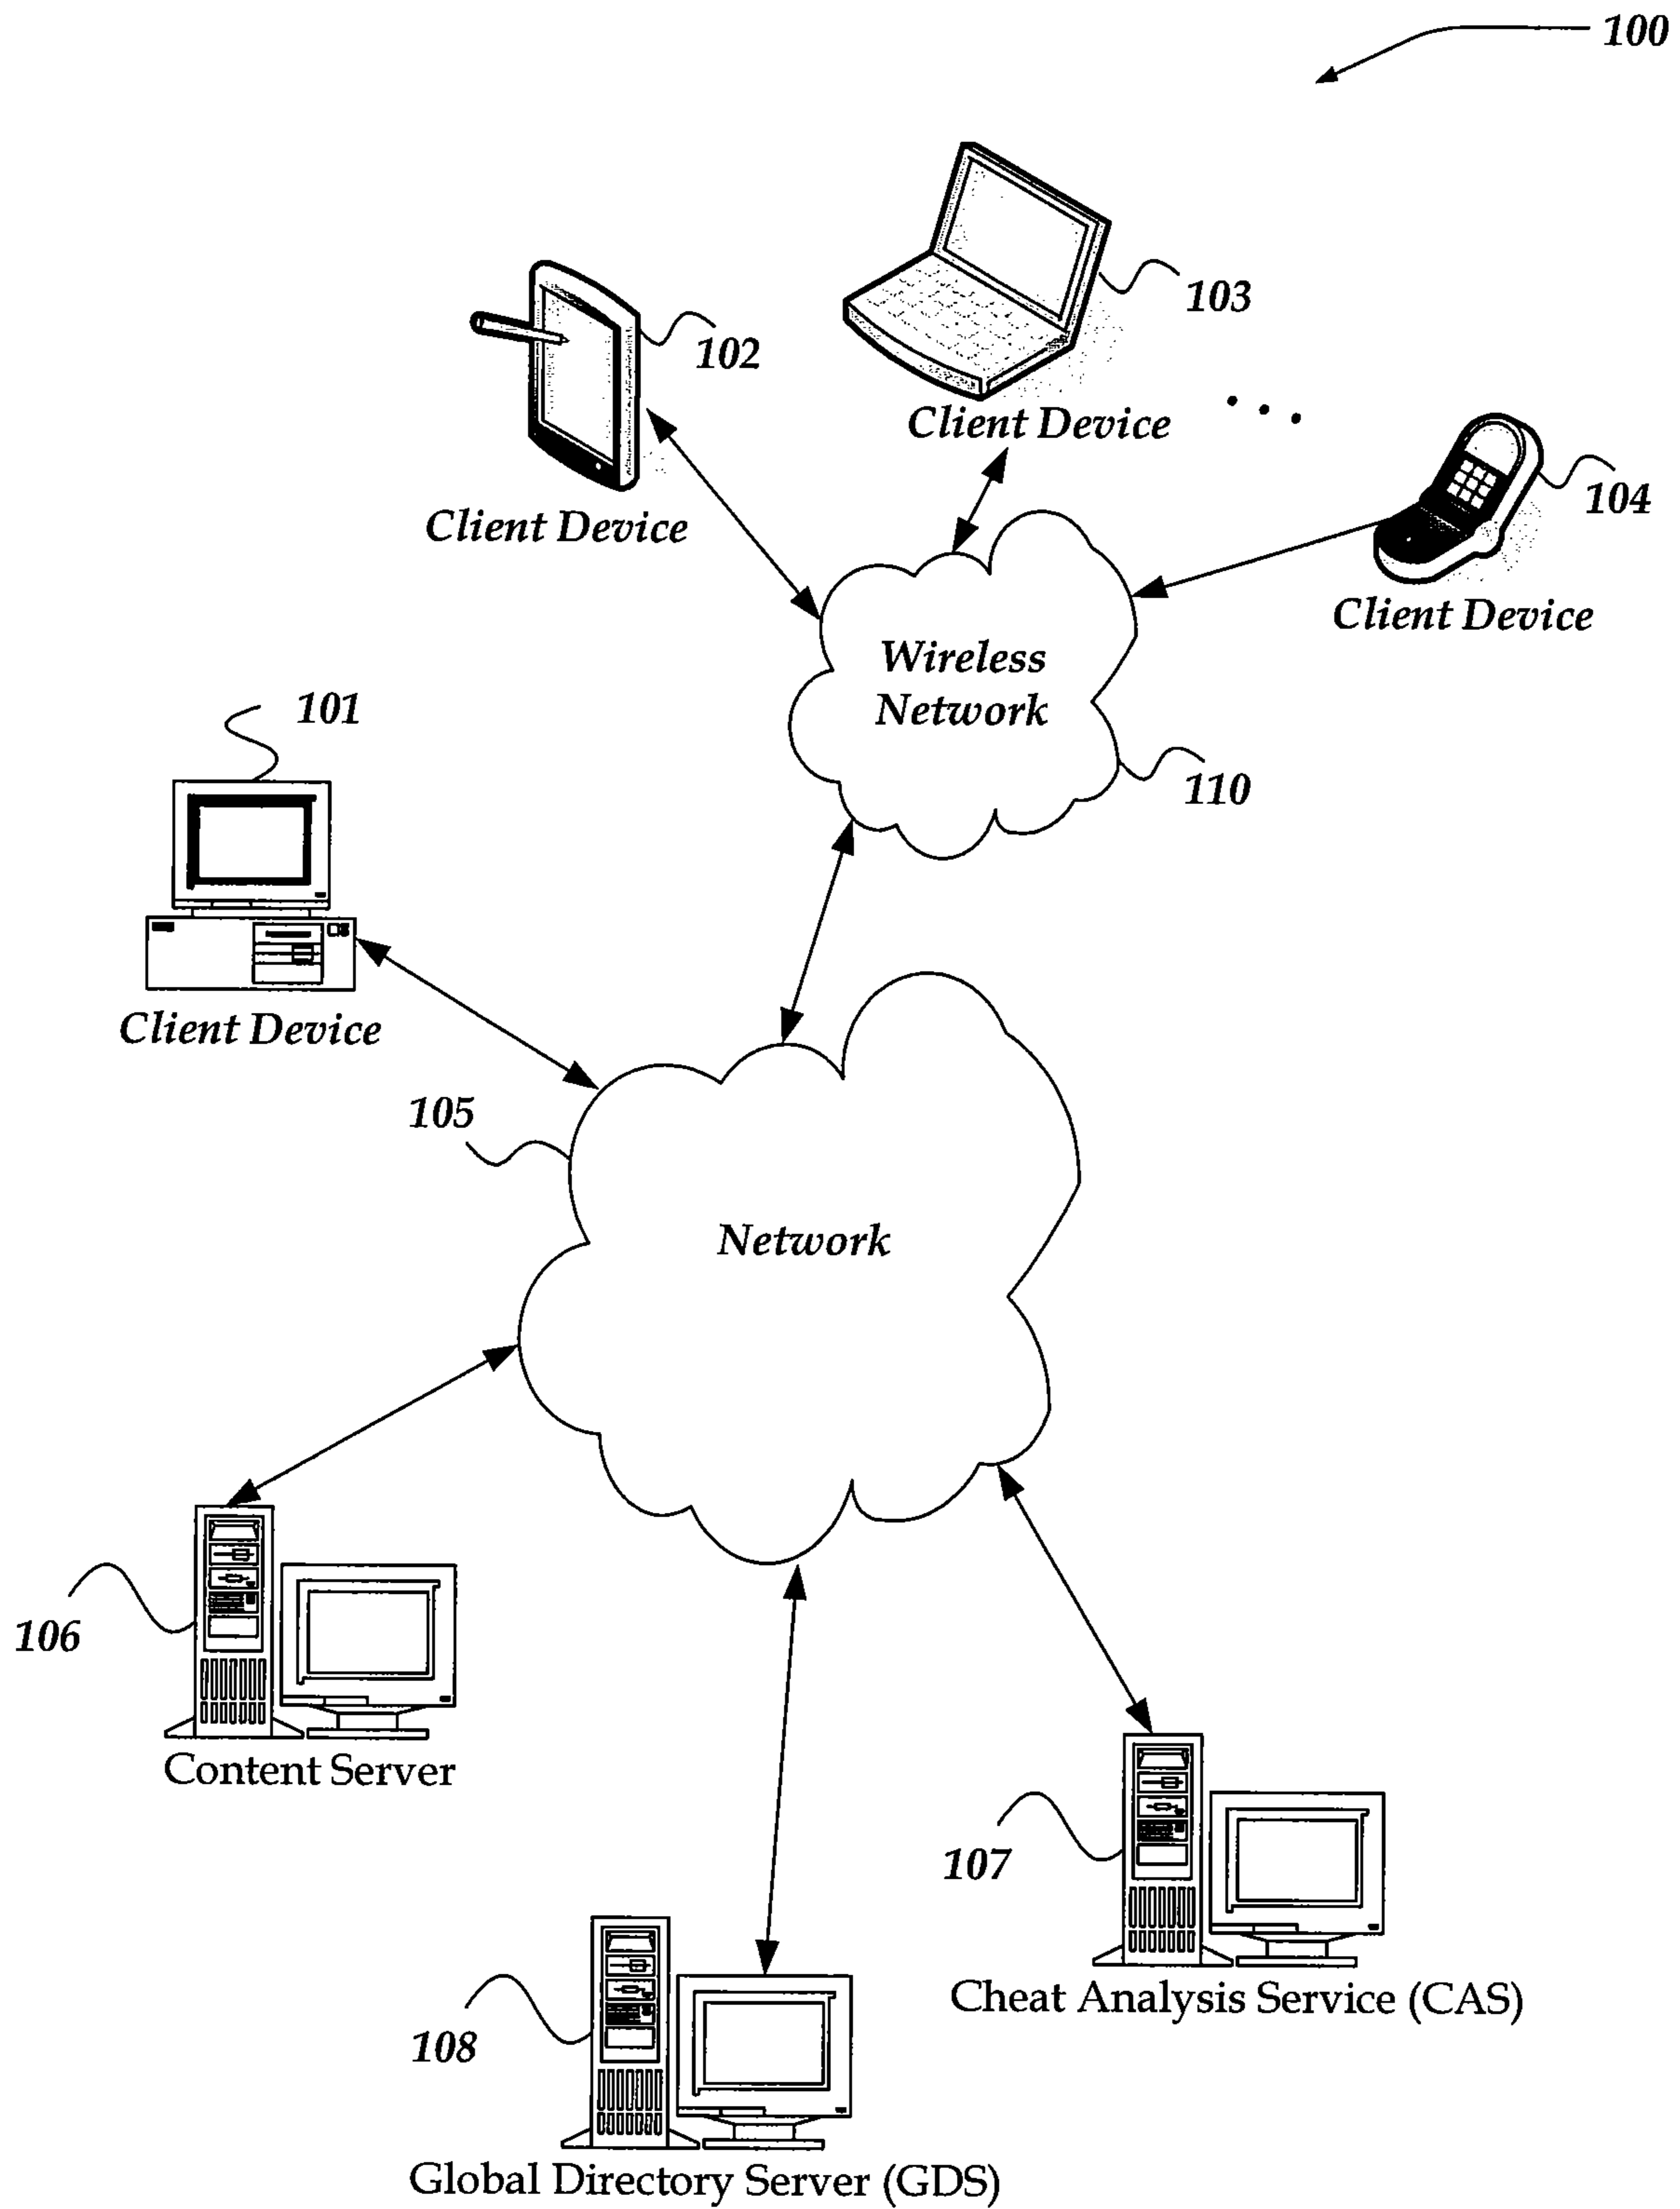 100
103
102
Client Device
104
Client Device
Client Device
Wireless
Network
101
110
Client Device
105
Network
106
Content Server
107
Cheat Analysis Service (CAS)
108
Global Directory Server (GDS)